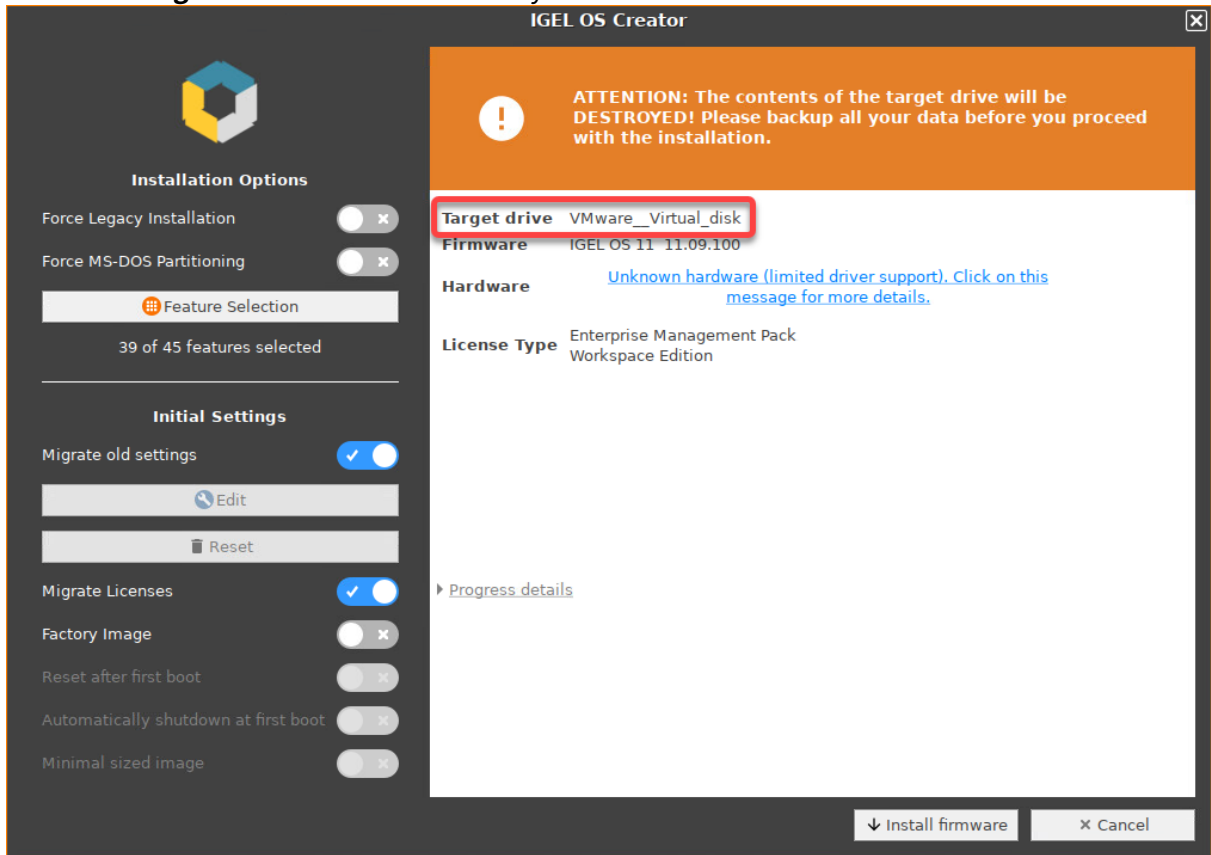 IGEL OS Creator
Installation Options
Force Legacy Installation
Force MS-DOS Partitioning
Feature Selection
39 of 45 features selected
Initial Settings
Migrate old settings
Edit
Reset
Migrate Licenses
Factory Image
Reset after first boot
Automatically shutdown at first boot
Minimal sized image
ATTENTION: The contents of the target drive will be
DESTROYED! Please backup all your data before you proceed
with the installation.
Target drive VMware__Virtual_disk
Firmware IGEL OS 11 11.09.100
Hardware Unknown hardware (limited driver support). Click on this
message for more details.
License Type Enterprise Management Pack
Workspace Edition
Progress details
Install firmware
Cancel